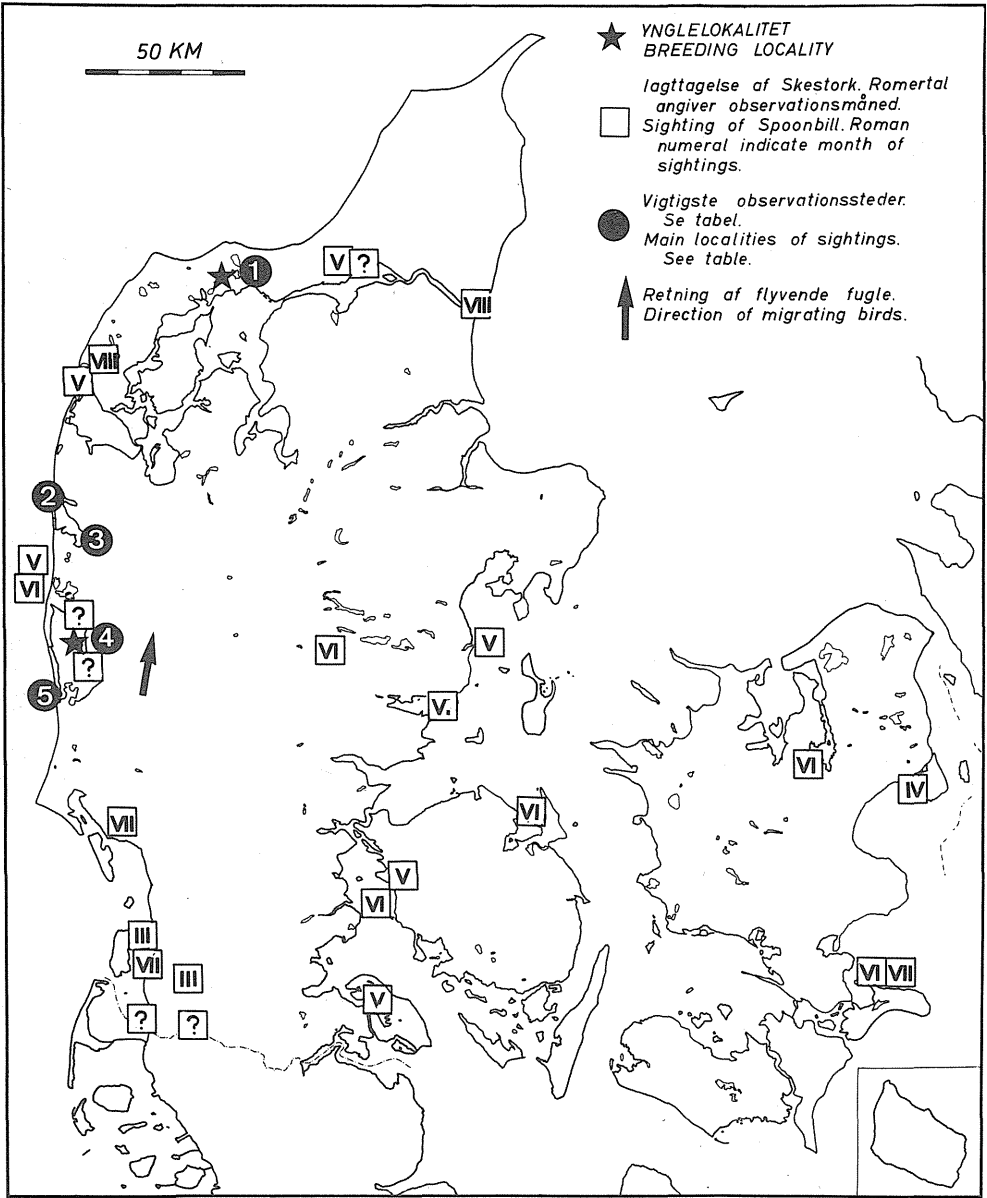 50 KM
YNGLELOKALITET
BREEDING LOCALITY
Iagttagelse af Skestork. Romertal
angiver observationsmåned.
Sighting of Spoonbill. Roman
numeral indicate month of
sightings.
Vigtigste observationssteder.
Se tabel.
Main localities of sightings.
See table.
Retning af flyvende fugle.
Direction of migrating birds.
1
V ?
VIII
VIII
V
2
3
V
VI
?
4
?
5
VI
V
V.
VI
IV
VII
VI
V
VI
III
VII
III
VI VII
V
?
?